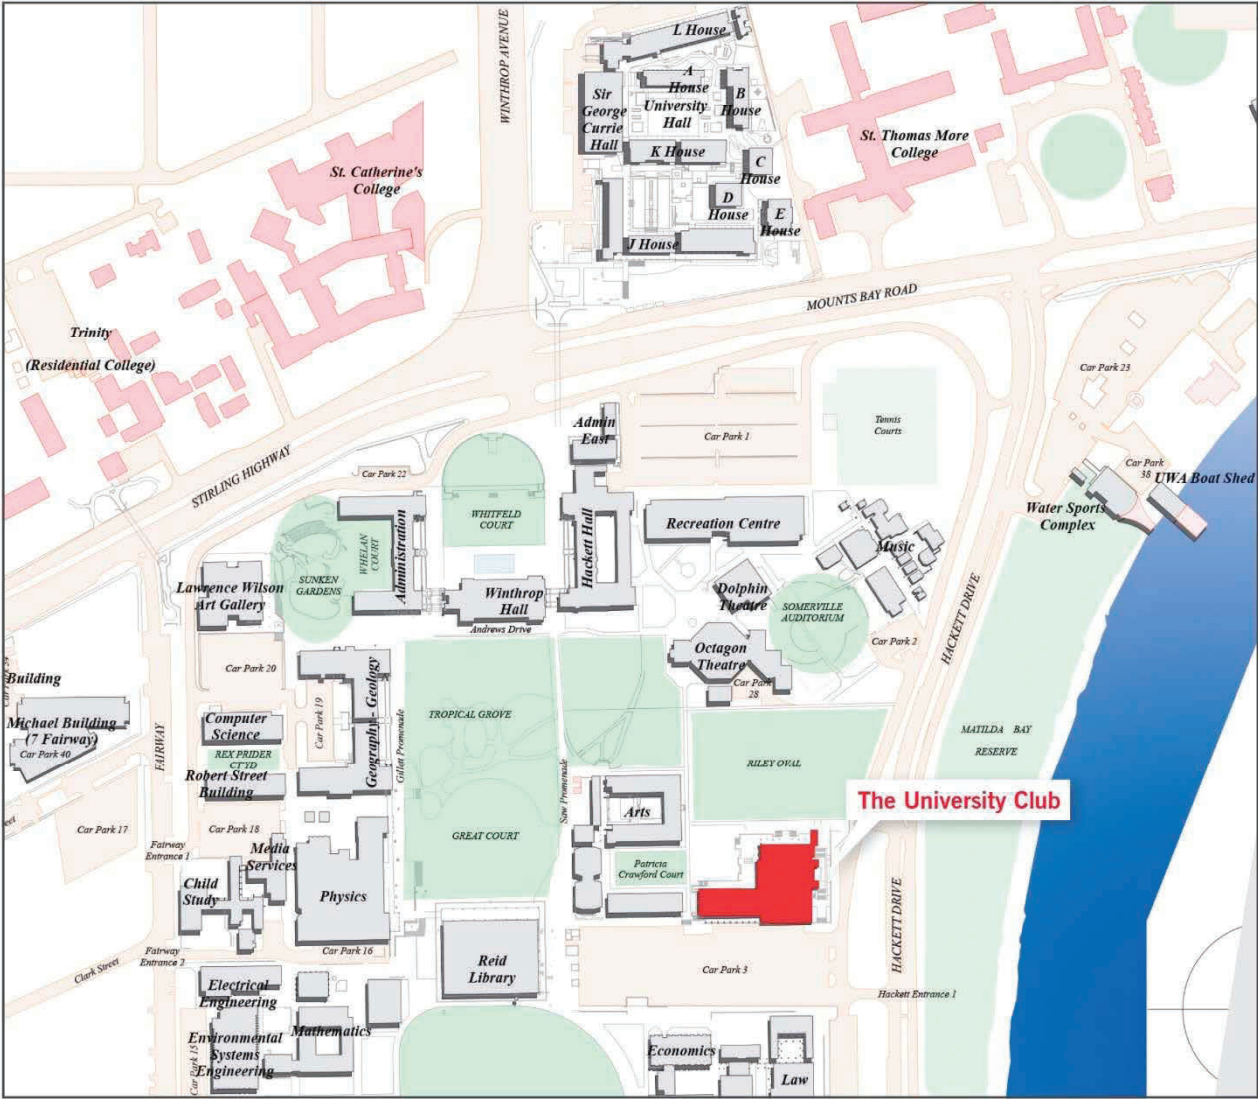 L House
WINTHROP AVENUE
A
House
B
House
Sir
George
Currie
Hall
University
Hall
K House
C
House
D
House
E
House
J House
St. Thomas More
College
St. Catherine's
College
MOUNTS BAY ROAD
Trinity
(Residential College)
STIRLING HIGHWAY
Car Park 23
Admin
East
Car Park 1
Tennis
Courts
Car Park 22
Car Park
38
UWA Boat Shed
Water Sports
Complex
WHITFELD
COURT
Hackett Hall
Recreation Centre
Music
Administration
WHELAN
COURT
SUNKEN
GARDENS
Lawrence Wilson
Art Gallery
Winthrop
Hall
Andrews Drive
Dolphin
Theatre
SOMERVILLE
AUDITORIUM
HACKETT DRIVE
Car Park 2
Octagon
Theatre
Car Park
28
Car Park 20
Building
Michael Building
(7 Fairway)
Car Park 40
FAIRWAY
Computer
Science
Car Park 19
Geography - Geology
Gillett Promenade
TROPICAL GROVE
MATILDA BAY
RESERVE
REX PRIDER
CT'YD
Robert Street
Building
RILEY OVAL
Saw Promenade
The University Club
Arts
Car Park 17
Car Park 18
GREAT COURT
Fairway
Entrance 1
Media
Services
Patricia
Crawford Court
Child
Study
Physics
HACKETT DRIVE
Fairway
Entrance 2
Car Park 16
Clark Street
Reid
Library
Car Park 3
Hackett Entrance 1
Electrical
Engineering
Mathematics
Environmental
Systems
Engineering
Car Park 15
Economics
Law